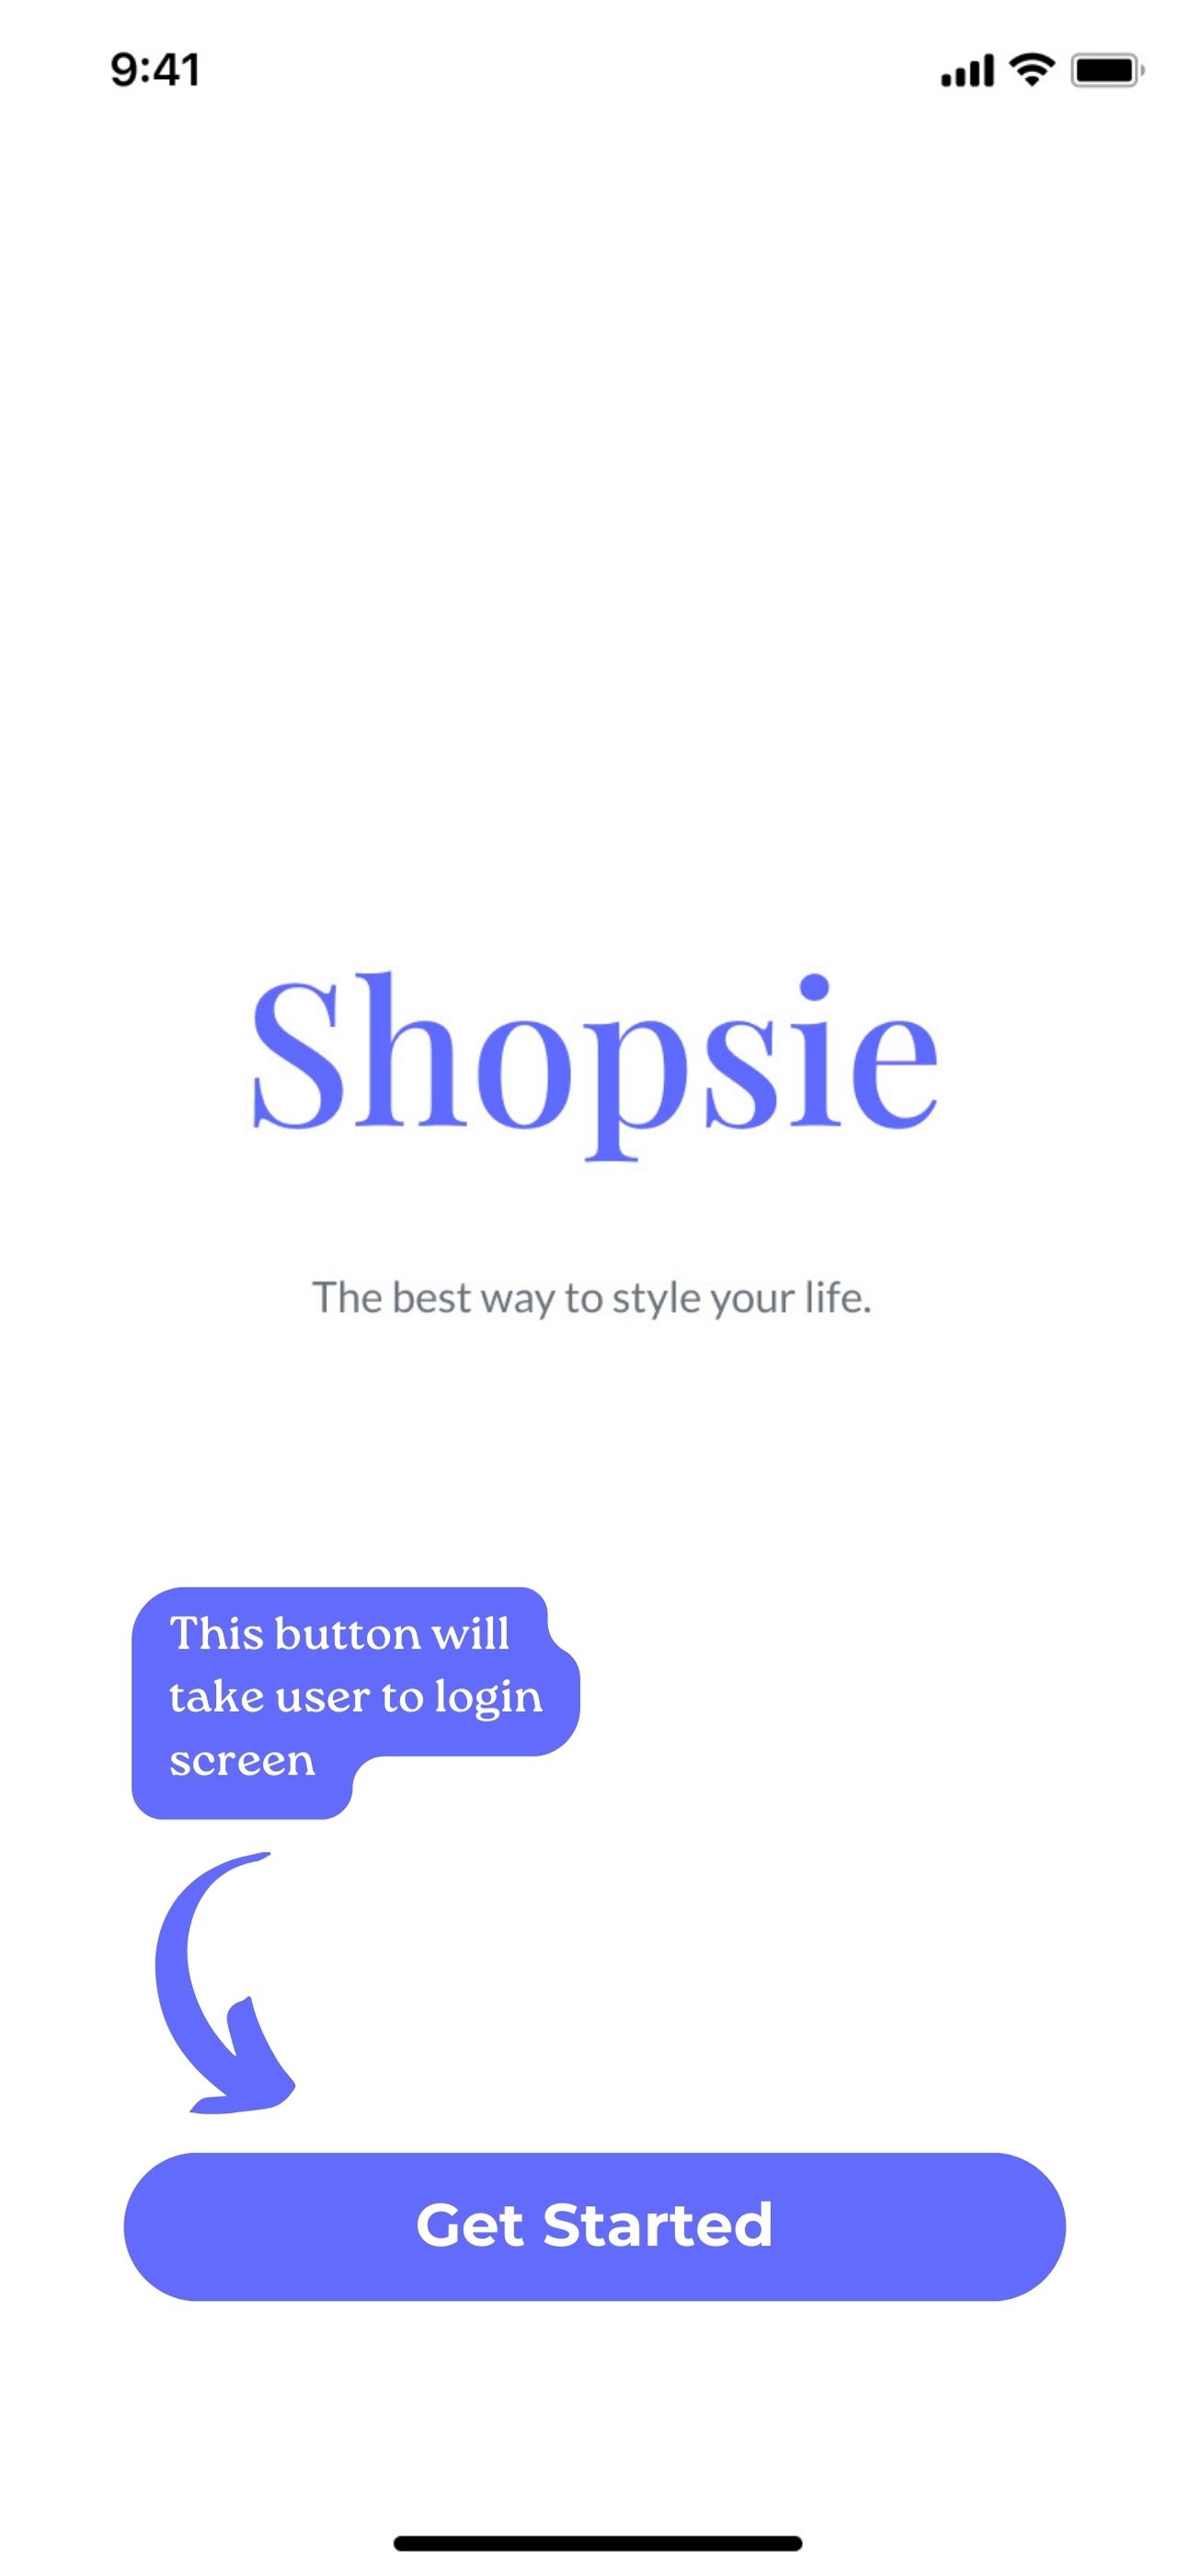 9:41
Shopsie
The best way to style your life.
This button will
take user to login
screen
Get Started